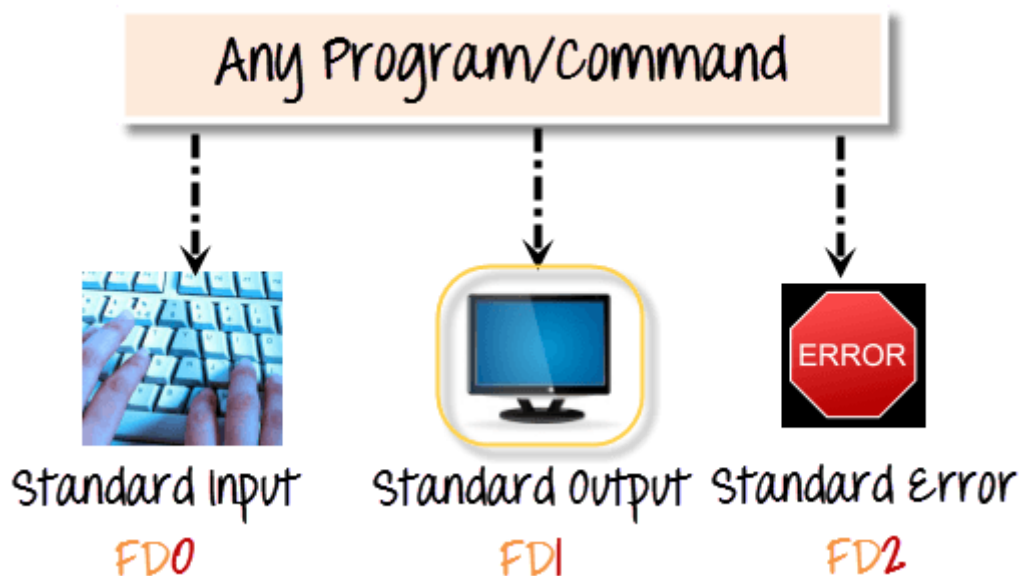 Any Program/Command
ERROR
Standard Input
Standard Output
Standard Error
FD0
FD1
FD2